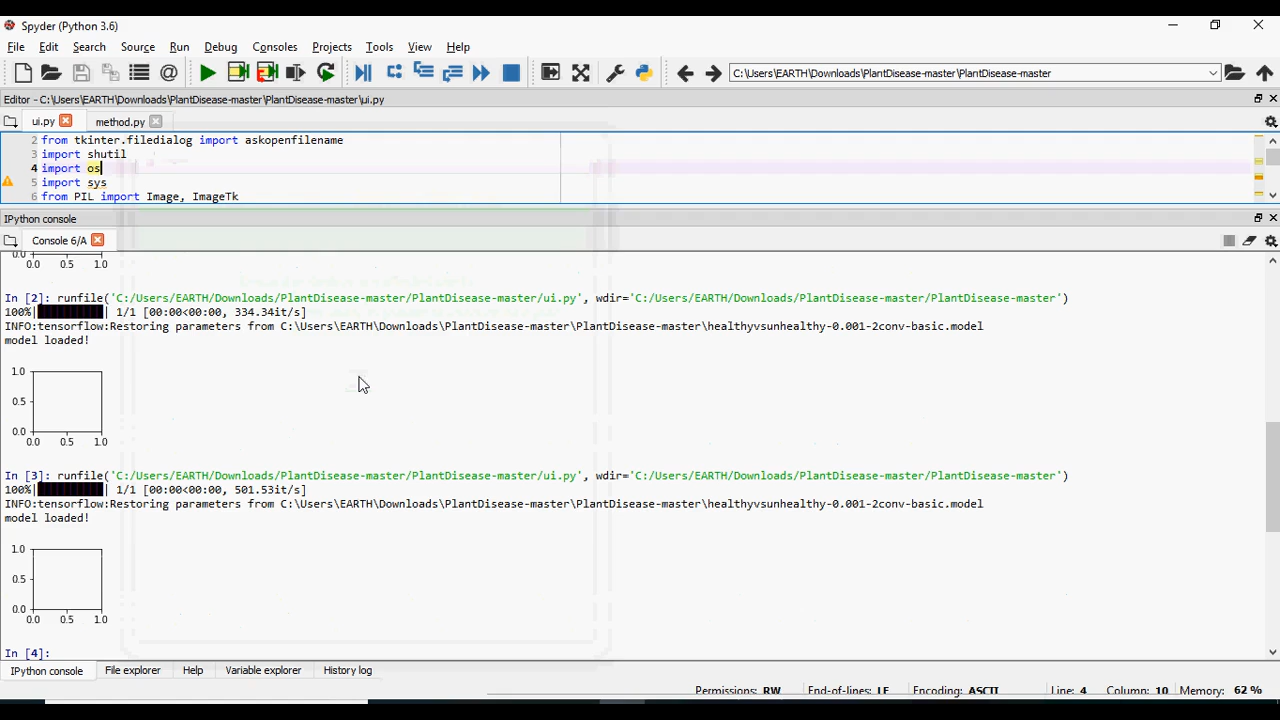 Spyder (Python 3.6)
File Edit Search Source Run Debug Consoles Projects Tools View Help
C:\Users\EARTH\Downloads\PlantDisease-master\PlantDisease-master
Editor - C:\Users\EARTH\Downloads\PlantDisease-master\PlantDisease-master\ui.py
ui.py method.py
2 from tkinter.filedialog import askopenfilename
3 import shutil
4 import os
5 import sys
6 from PIL import Image, ImageTk
IPython console
Console 6/A
0.0
0.0 0.5 1.0
In [2]: runfile('C:/Users/EARTH/Downloads/PlantDisease-master/PlantDisease-master/ui.py', wdir='C:/Users/EARTH/Downloads/PlantDisease-master/PlantDisease-master')
100%|██████████| 1/1 [00:00<00:00, 334.34it/s]
INFO:tensorflow:Restoring parameters from C:\Users\EARTH\Downloads\PlantDisease-master\PlantDisease-master\healthyvsunhealthy-0.001-2conv-basic.model
model loaded!
1.0
0.5
0.0
0.0 0.5 1.0
In [3]: runfile('C:/Users/EARTH/Downloads/PlantDisease-master/PlantDisease-master/ui.py', wdir='C:/Users/EARTH/Downloads/PlantDisease-master/PlantDisease-master')
100%|██████████| 1/1 [00:00<00:00, 501.53it/s]
INFO:tensorflow:Restoring parameters from C:\Users\EARTH\Downloads\PlantDisease-master\PlantDisease-master\healthyvsunhealthy-0.001-2conv-basic.model
model loaded!
1.0
0.5
0.0
0.0 0.5 1.0
In [4]:
IPython console File explorer Help Variable explorer History log
Permissions: RW End-of-lines: LF Encoding: ASCII Line: 4 Column: 10 Memory: 62 %